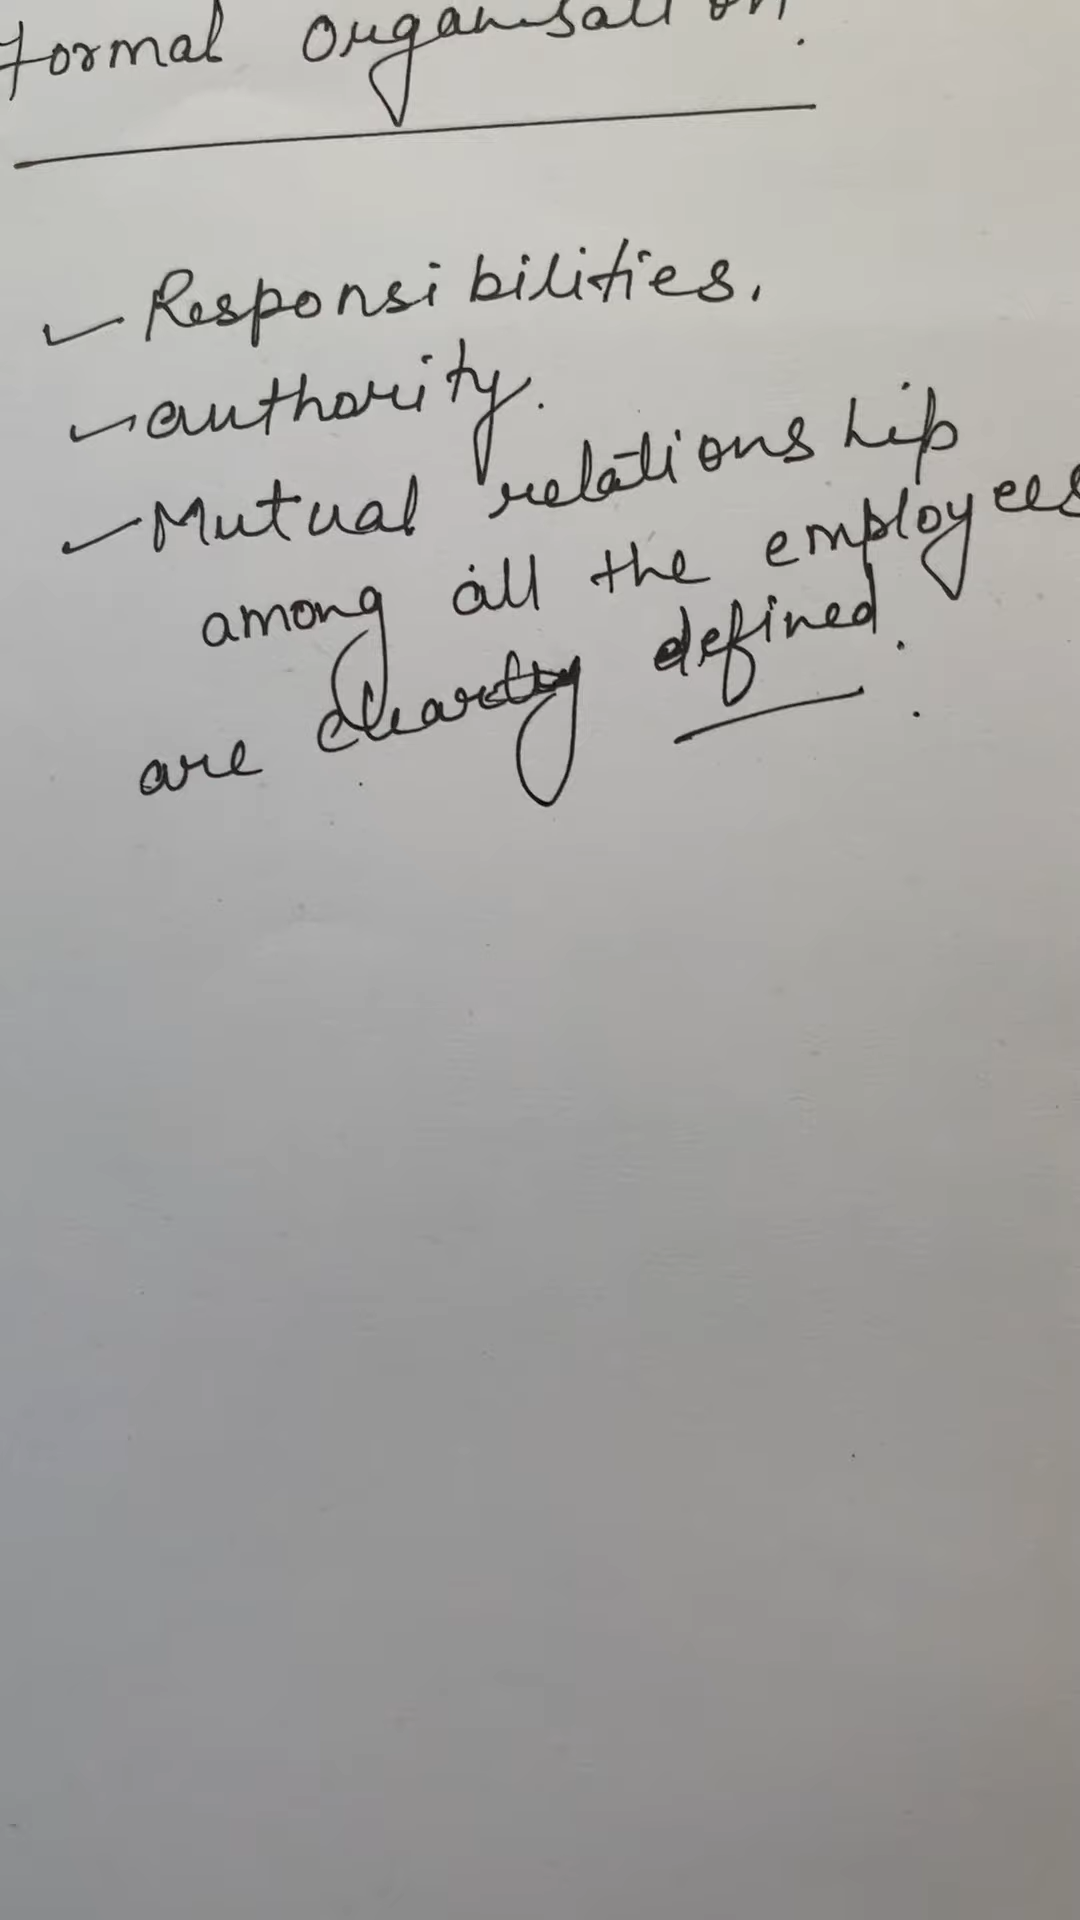 Formal Organisation.
Responsibilities.
authority.
Mutual relationship
among all the employees
are clearly defined.